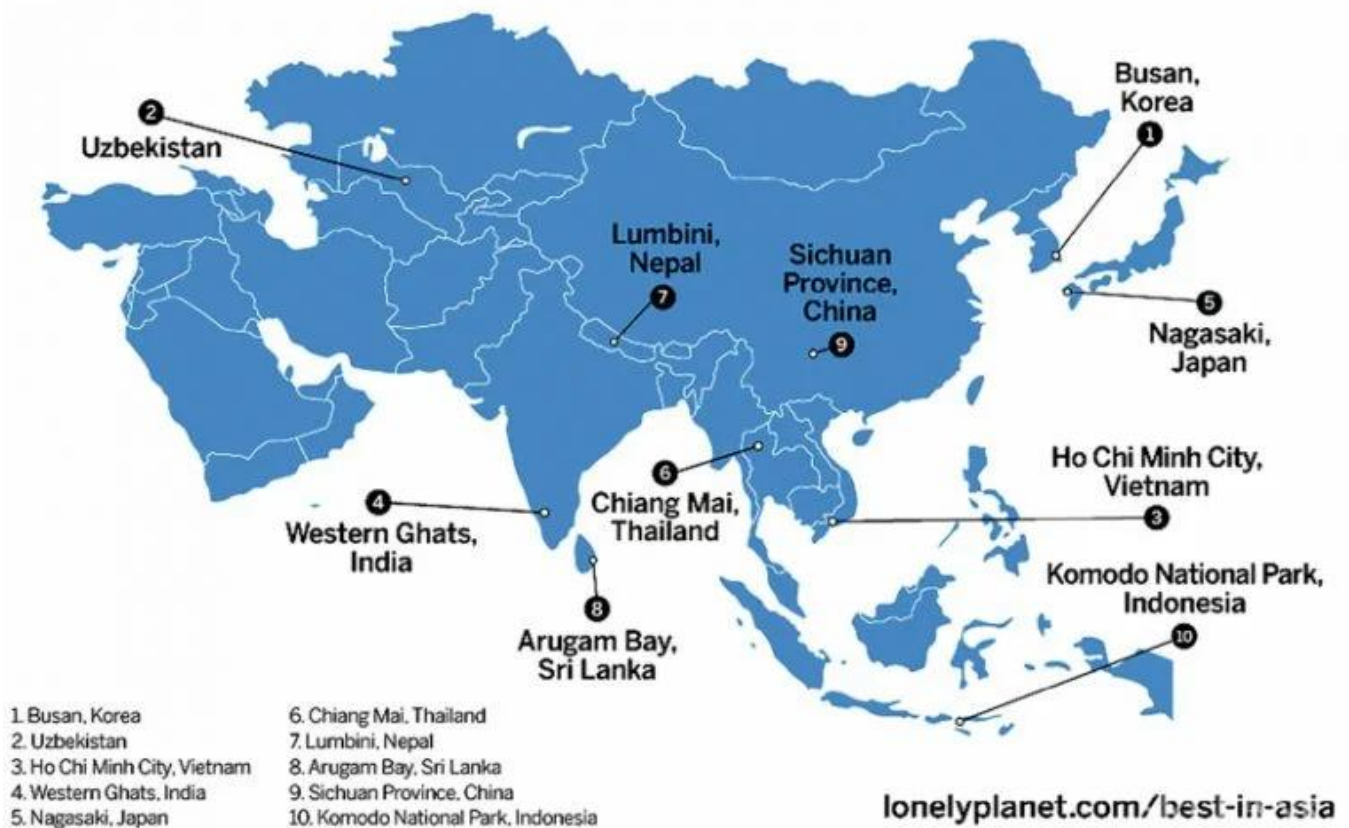 Busan,
Korea
1
2
Uzbekistan
Lumbini,
Nepal
7
Sichuan
Province,
China
9
5
Nagasaki,
Japan
6
Chiang Mai,
Thailand
Ho Chi Minh City,
Vietnam
3
4
Western Ghats,
India
Komodo National Park,
Indonesia
10
8
Arugam Bay,
Sri Lanka
1. Busan, Korea
2. Uzbekistan
3. Ho Chi Minh City, Vietnam
4. Western Ghats, India
5. Nagasaki, Japan
6. Chiang Mai, Thailand
7. Lumbini, Nepal
8. Arugam Bay, Sri Lanka
9. Sichuan Province, China
10. Komodo National Park, Indonesia
lonelyplanet.com/best-in-asia